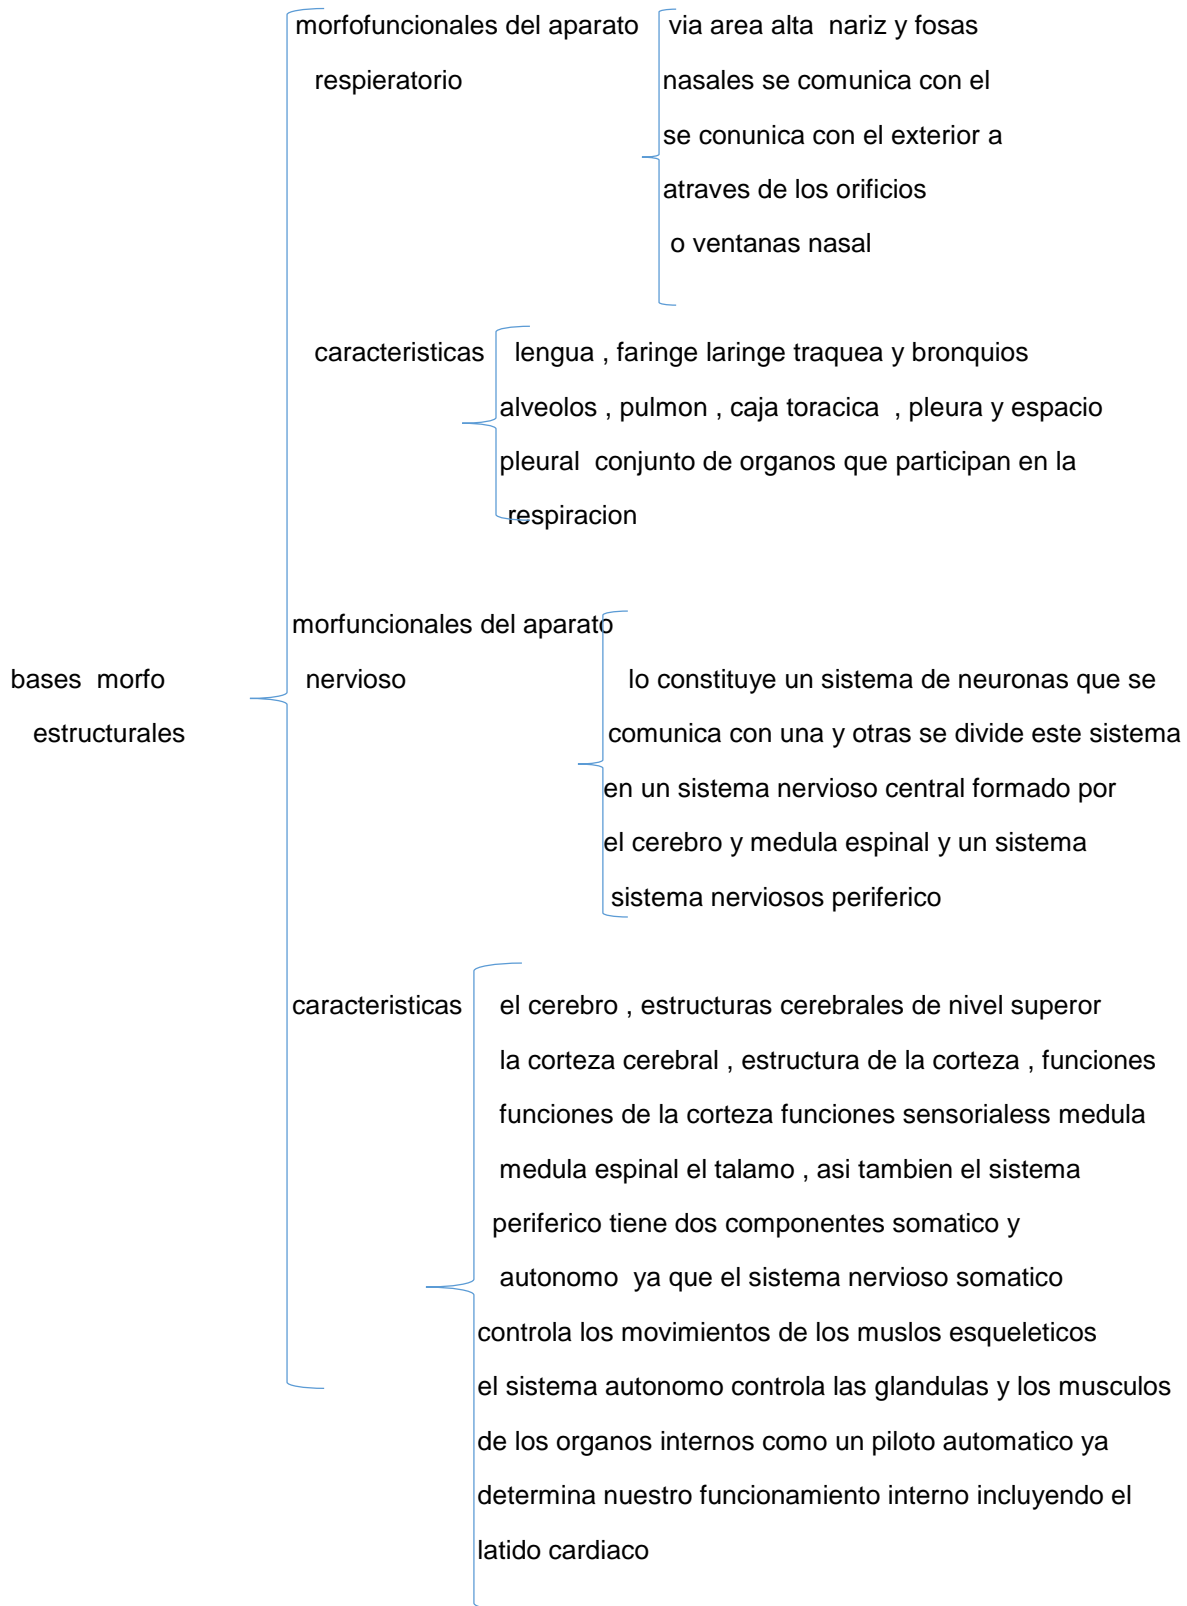 morfofuncionales del aparato
respieratorio
via area alta nariz y fosas
nasales se comunica con el
se conunica con el exterior a
atraves de los orificios
o ventanas nasal
caracteristicas
lengua , faringe laringe traquea y bronquios
alveolos , pulmon , caja toracica , pleura y espacio
pleural conjunto de organos que participan en la
respiracion
bases morfo
estructurales
morfuncionales del aparato
nervioso
lo constituye un sistema de neuronas que se
comunica con una y otras se divide este sistema
en un sistema nervioso central formado por
el cerebro y medula espinal y un sistema
sistema nerviosos periferico
caracteristicas
el cerebro , estructuras cerebrales de nivel superor
la corteza cerebral , estructura de la corteza , funciones
funciones de la corteza funciones sensorialess medula
medula espinal el talamo , asi tambien el sistema
periferico tiene dos componentes somatico y
autonomo ya que el sistema nervioso somatico
controla los movimientos de los muslos esqueleticos
el sistema autonomo controla las glandulas y los musculos
de los organos internos como un piloto automatico ya
determina nuestro funcionamiento interno incluyendo el
latido cardiaco